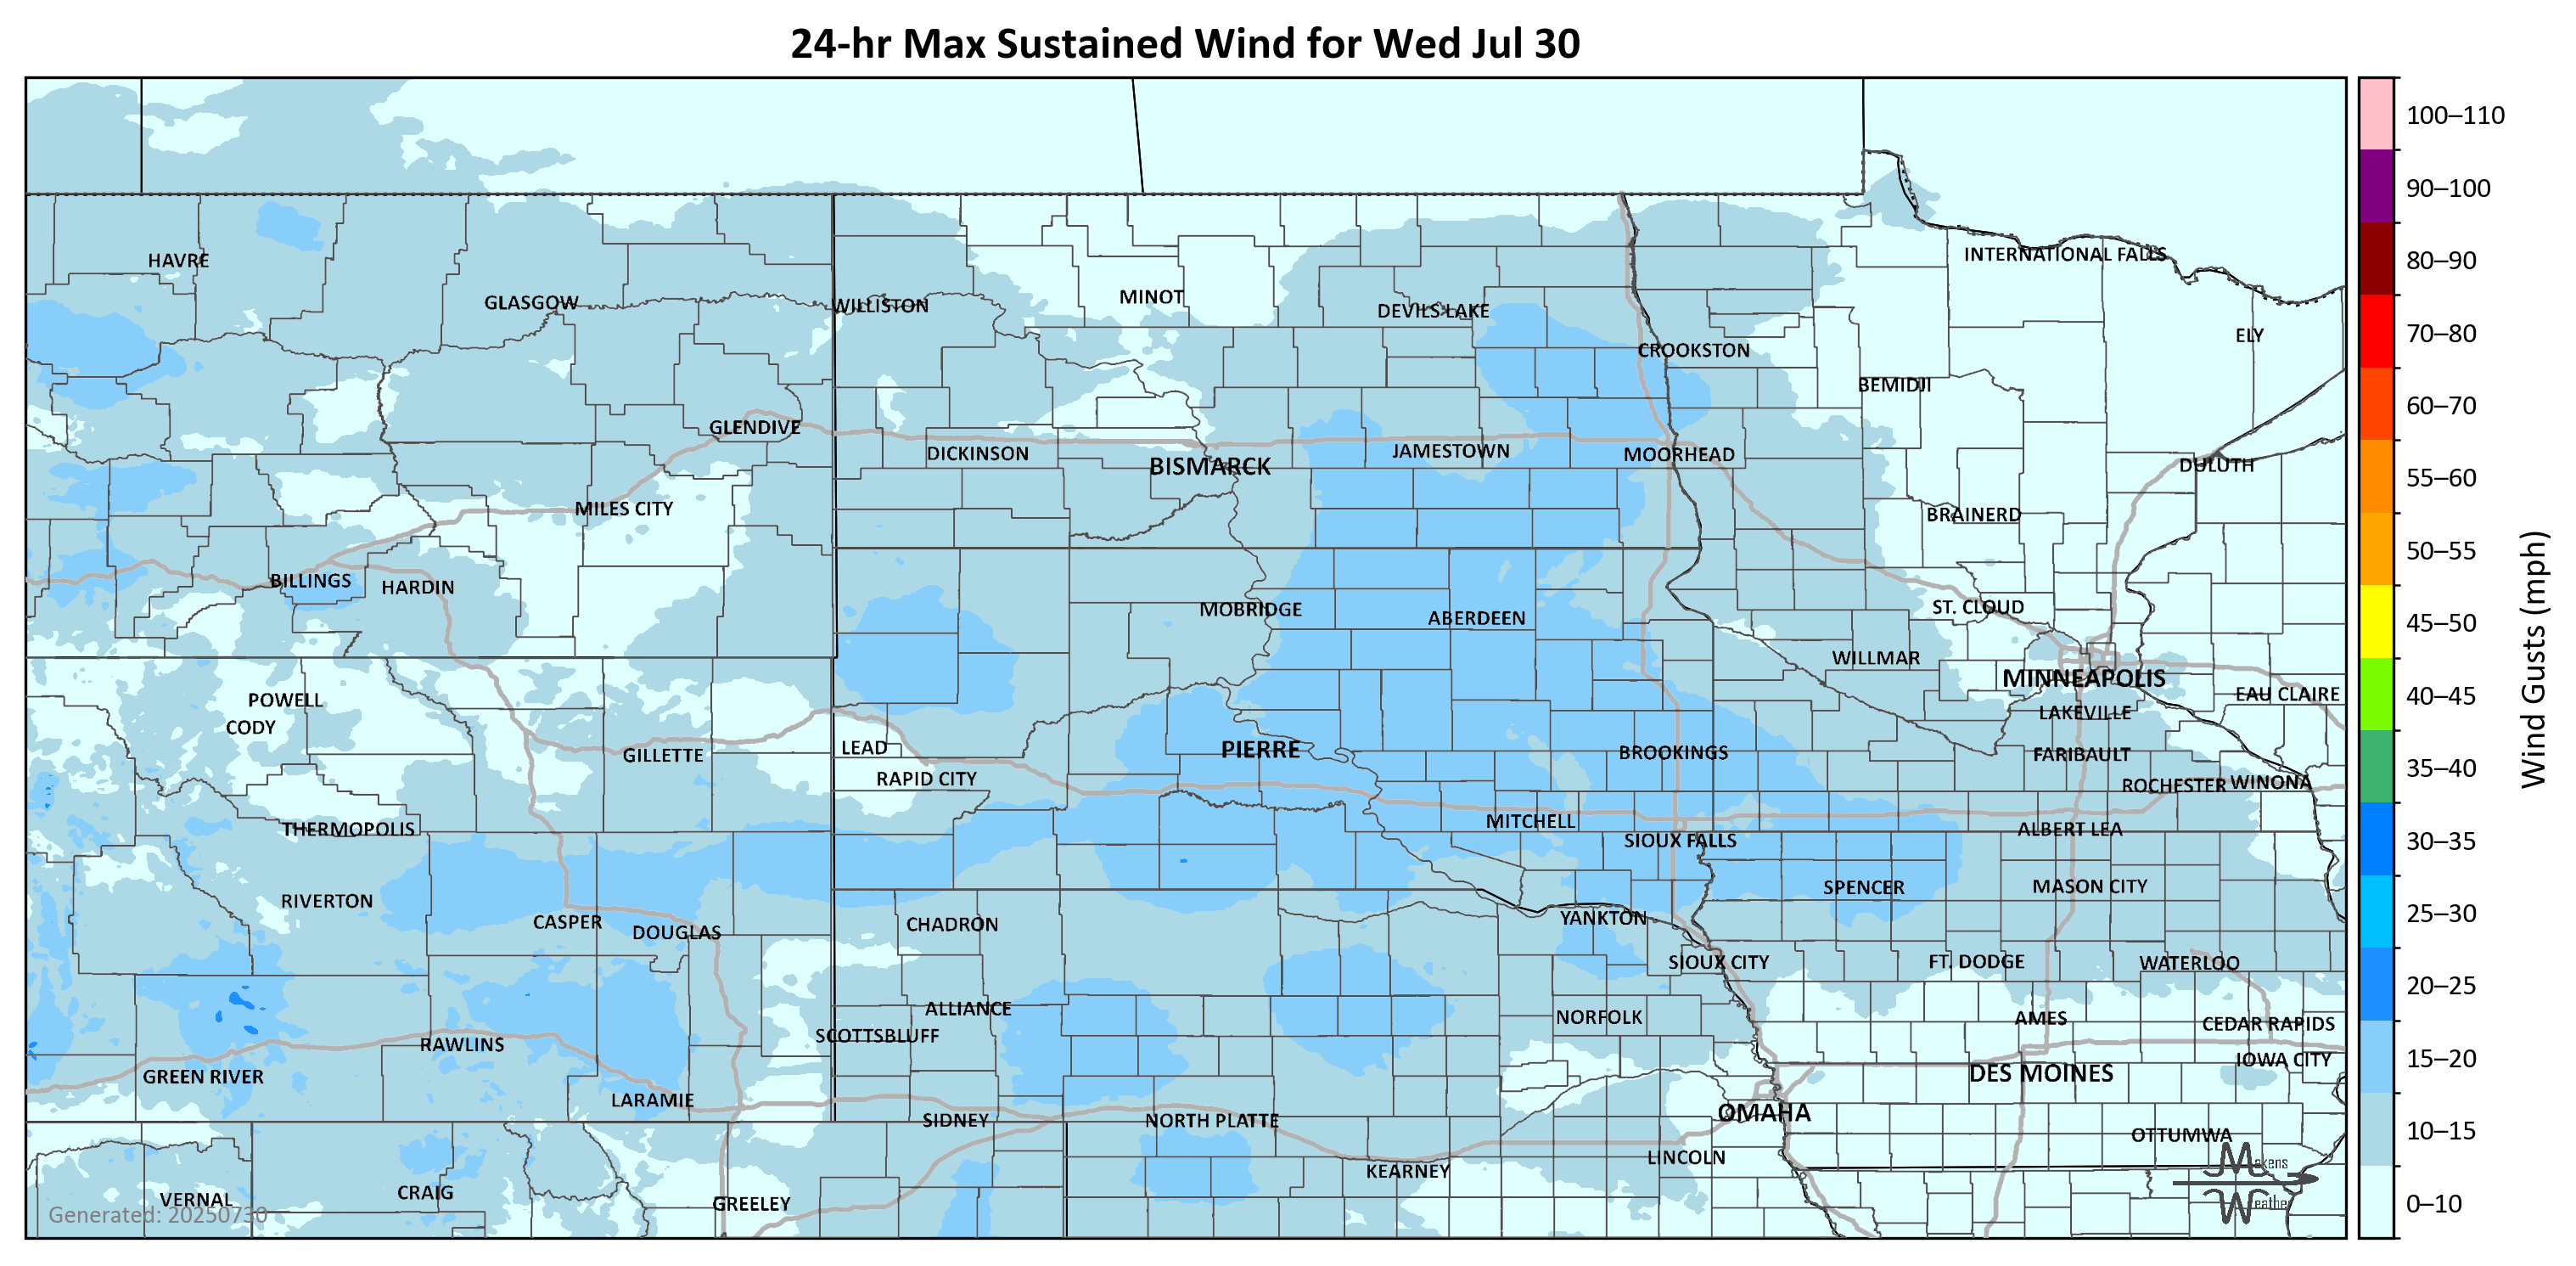 24-hr Max Sustained Wind for Wed Jul 30
100–110
90–100
80–90
70–80
60–70
55–60
50–55
45–50
40–45
35–40
30–35
25–30
20–25
15–20
10–15
0–10
Wind Gusts (mph)
HAVRE
INTERNATIONAL FALLS
GLASGOW
WILLISTON
MINOT
DEVILS LAKE
ELY
CROOKSTON
BEMIDJI
GLENDIVE
DICKINSON
BISMARCK
JAMESTOWN
MOORHEAD
DULUTH
MILES CITY
BRAINERD
BILLINGS
HARDIN
MOBRIDGE
ABERDEEN
ST. CLOUD
WILLMAR
MINNEAPOLIS
EAU CLAIRE
POWELL
CODY
LAKEVILLE
GILLETTE
LEAD
PIERRE
BROOKINGS
FARIBAULT
RAPID CITY
ROCHESTER
WINONA
THERMOPOLIS
MITCHELL
SIOUX FALLS
ALBERT LEA
RIVERTON
SPENCER
MASON CITY
CASPER
DOUGLAS
CHADRON
YANKTON
SIOUX CITY
FT. DODGE
WATERLOO
ALLIANCE
SCOTTSBLUFF
NORFOLK
AMES
CEDAR RAPIDS
RAWLINS
IOWA CITY
GREEN RIVER
DES MOINES
LARAMIE
SIDNEY
NORTH PLATTE
OMAHA
OTTUMWA
KEARNEY
LINCOLN
VERNAL
CRAIG
GREELEY
Generated: 20250730
Makens
Weather